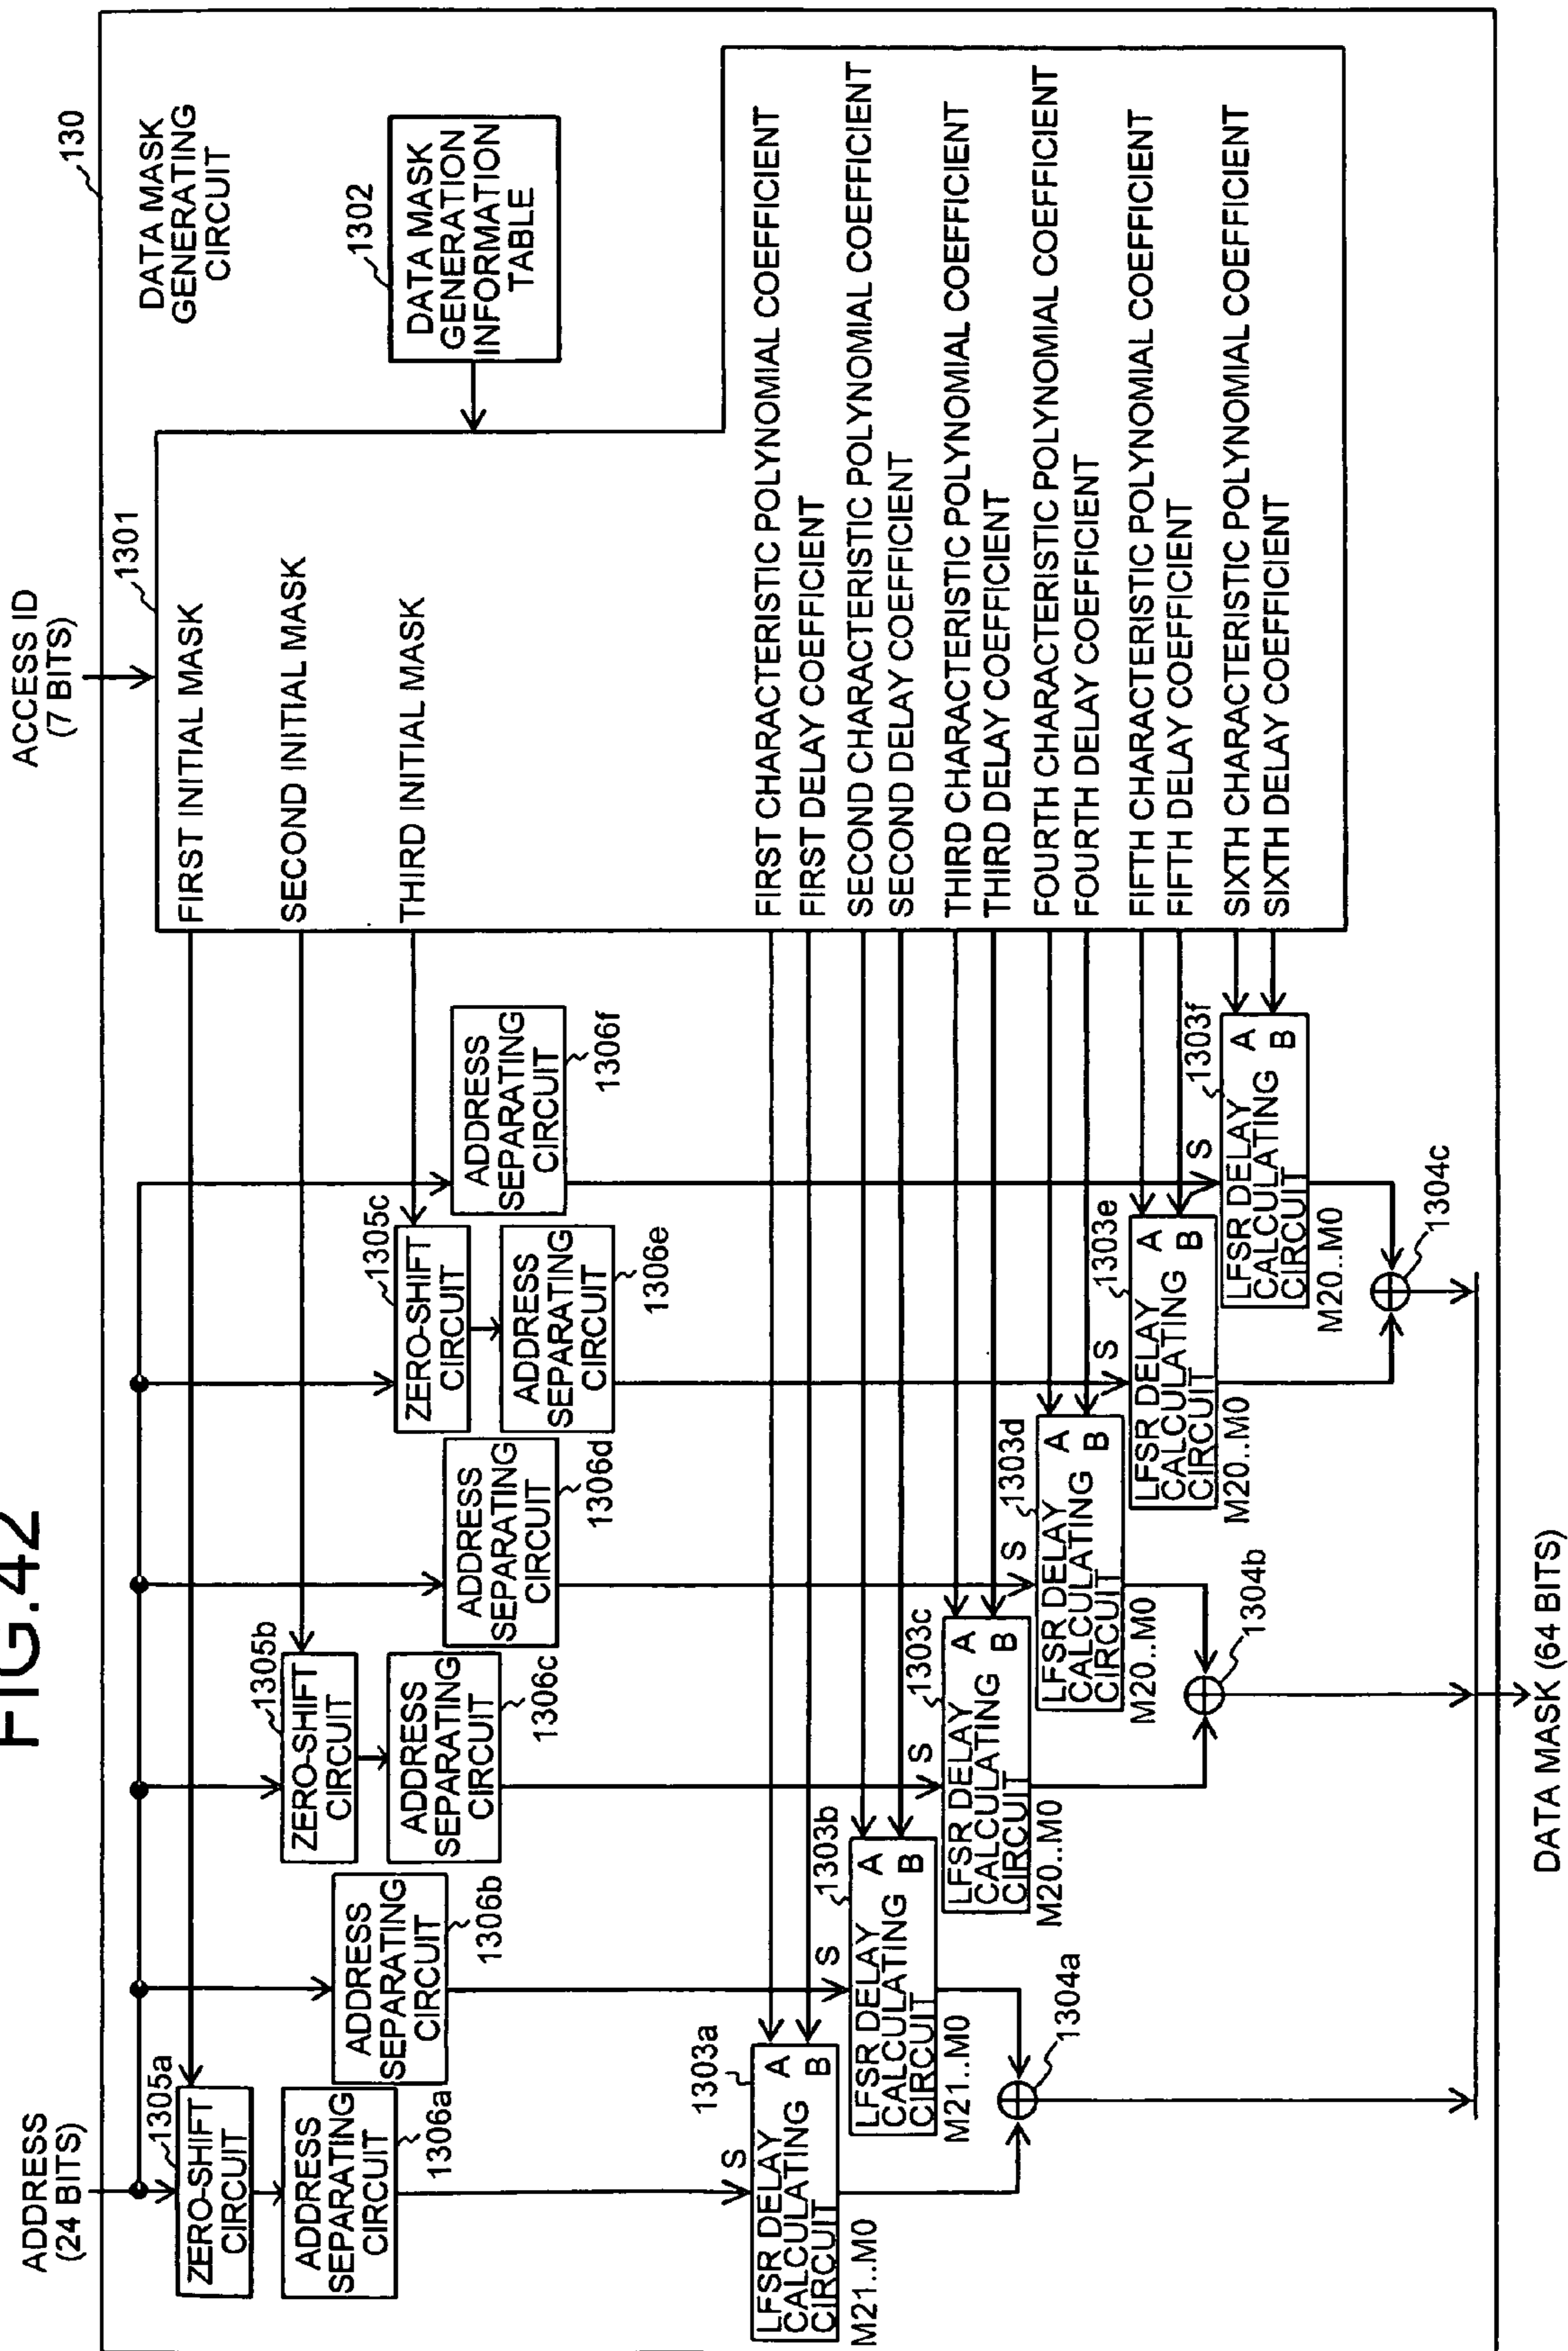 FIG.42
ADDRESS
(24 BITS)
ACCESS ID
(7 BITS)
130
DATA MASK
GENERATING
CIRCUIT
1301
1302
DATA MASK
GENERATION
INFORMATION
TABLE
FIRST INITIAL MASK
SECOND INITIAL MASK
THIRD INITIAL MASK
FIRST CHARACTERISTIC POLYNOMIAL COEFFICIENT
FIRST DELAY COEFFICIENT
SECOND CHARACTERISTIC POLYNOMIAL COEFFICIENT
SECOND DELAY COEFFICIENT
THIRD CHARACTERISTIC POLYNOMIAL COEFFICIENT
THIRD DELAY COEFFICIENT
FOURTH CHARACTERISTIC POLYNOMIAL COEFFICIENT
FOURTH DELAY COEFFICIENT
FIFTH CHARACTERISTIC POLYNOMIAL COEFFICIENT
FIFTH DELAY COEFFICIENT
SIXTH CHARACTERISTIC POLYNOMIAL COEFFICIENT
SIXTH DELAY COEFFICIENT
1305a
ZERO-SHIFT
CIRCUIT
ADDRESS
SEPARATING
CIRCUIT
1306a
ADDRESS
SEPARATING
CIRCUIT
1306b
1305b
ZERO-SHIFT
CIRCUIT
ADDRESS
SEPARATING
CIRCUIT
1306c
ADDRESS
SEPARATING
CIRCUIT
1306d
1305c
ZERO-SHIFT
CIRCUIT
ADDRESS
SEPARATING
CIRCUIT
1306e
ADDRESS
SEPARATING
CIRCUIT
1306f
1303a
S
LFSR DELAY
CALCULATING
CIRCUIT
A
B
M21..M0
1303b
S
LFSR DELAY
CALCULATING
CIRCUIT
A
B
M21..M0
1304a
1303c
S
LFSR DELAY
CALCULATING
CIRCUIT
A
B
M20..M0
1303d
S
LFSR DELAY
CALCULATING
CIRCUIT
A
B
M20..M0
1304b
1303e
S
LFSR DELAY
CALCULATING
CIRCUIT
A
B
M20..M0
1303f
S
LFSR DELAY
CALCULATING
CIRCUIT
A
B
M20..M0
1304c
DATA MASK (64 BITS)